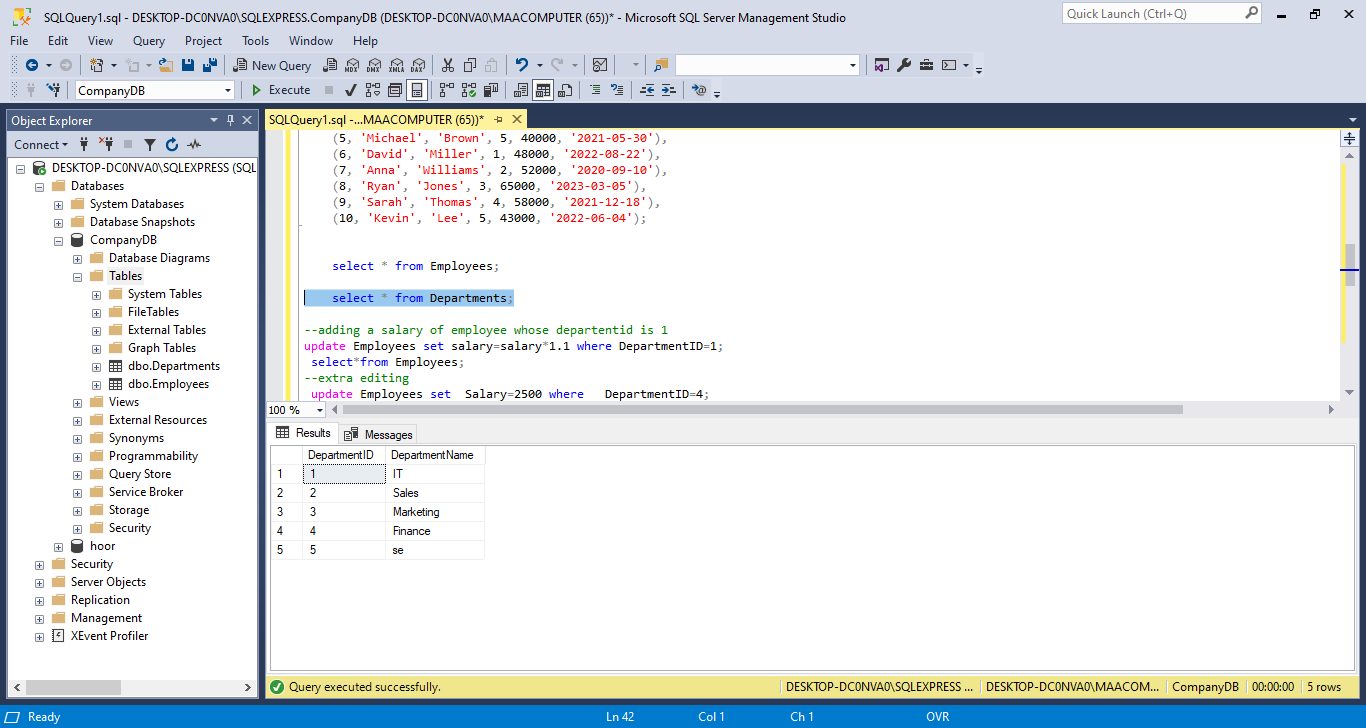 SQLQuery1.sql - DESKTOP-DC0NVA0\SQLEXPRESS.CompanyDB (DESKTOP-DC0NVA0\MAACOMPUTER (65))* - Microsoft SQL Server Management Studio
Quick Launch (Ctrl+Q)
File Edit View Query Project Tools Window Help
New Query MDX DMX XMLA DAX
CompanyDB Execute
Object Explorer
Connect
DESKTOP-DC0NVA0\SQLEXPRESS (SQL
Databases
System Databases
Database Snapshots
CompanyDB
Database Diagrams
Tables
System Tables
FileTables
External Tables
Graph Tables
dbo.Departments
dbo.Employees
Views
External Resources
Synonyms
Programmability
Query Store
Service Broker
Storage
Security
hoor
Security
Server Objects
Replication
Management
XEvent Profiler
SQLQuery1.sql -...MAACOMPUTER (65))*
(5, 'Michael', 'Brown', 5, 40000, '2021-05-30'),
(6, 'David', 'Miller', 1, 48000, '2022-08-22'),
(7, 'Anna', 'Williams', 2, 52000, '2020-09-10'),
(8, 'Ryan', 'Jones', 3, 65000, '2023-03-05'),
(9, 'Sarah', 'Thomas', 4, 58000, '2021-12-18'),
(10, 'Kevin', 'Lee', 5, 43000, '2022-06-04');
select * from Employees;
select * from Departments;
--adding a salary of employee whose departentid is 1
update Employees set salary=salary*1.1 where DepartmentID=1;
select*from Employees;
--extra editing
update Employees set  Salary=2500 where   DepartmentID=4;
100 %
Results Messages
DepartmentID DepartmentName
1 1 IT
2 2 Sales
3 3 Marketing
4 4 Finance
5 5 se
Query executed successfully. DESKTOP-DC0NVA0\SQLEXPRESS ... DESKTOP-DC0NVA0\MAACOM... CompanyDB 00:00:00 5 rows
Ready Ln 42 Col 1 Ch 1 OVR